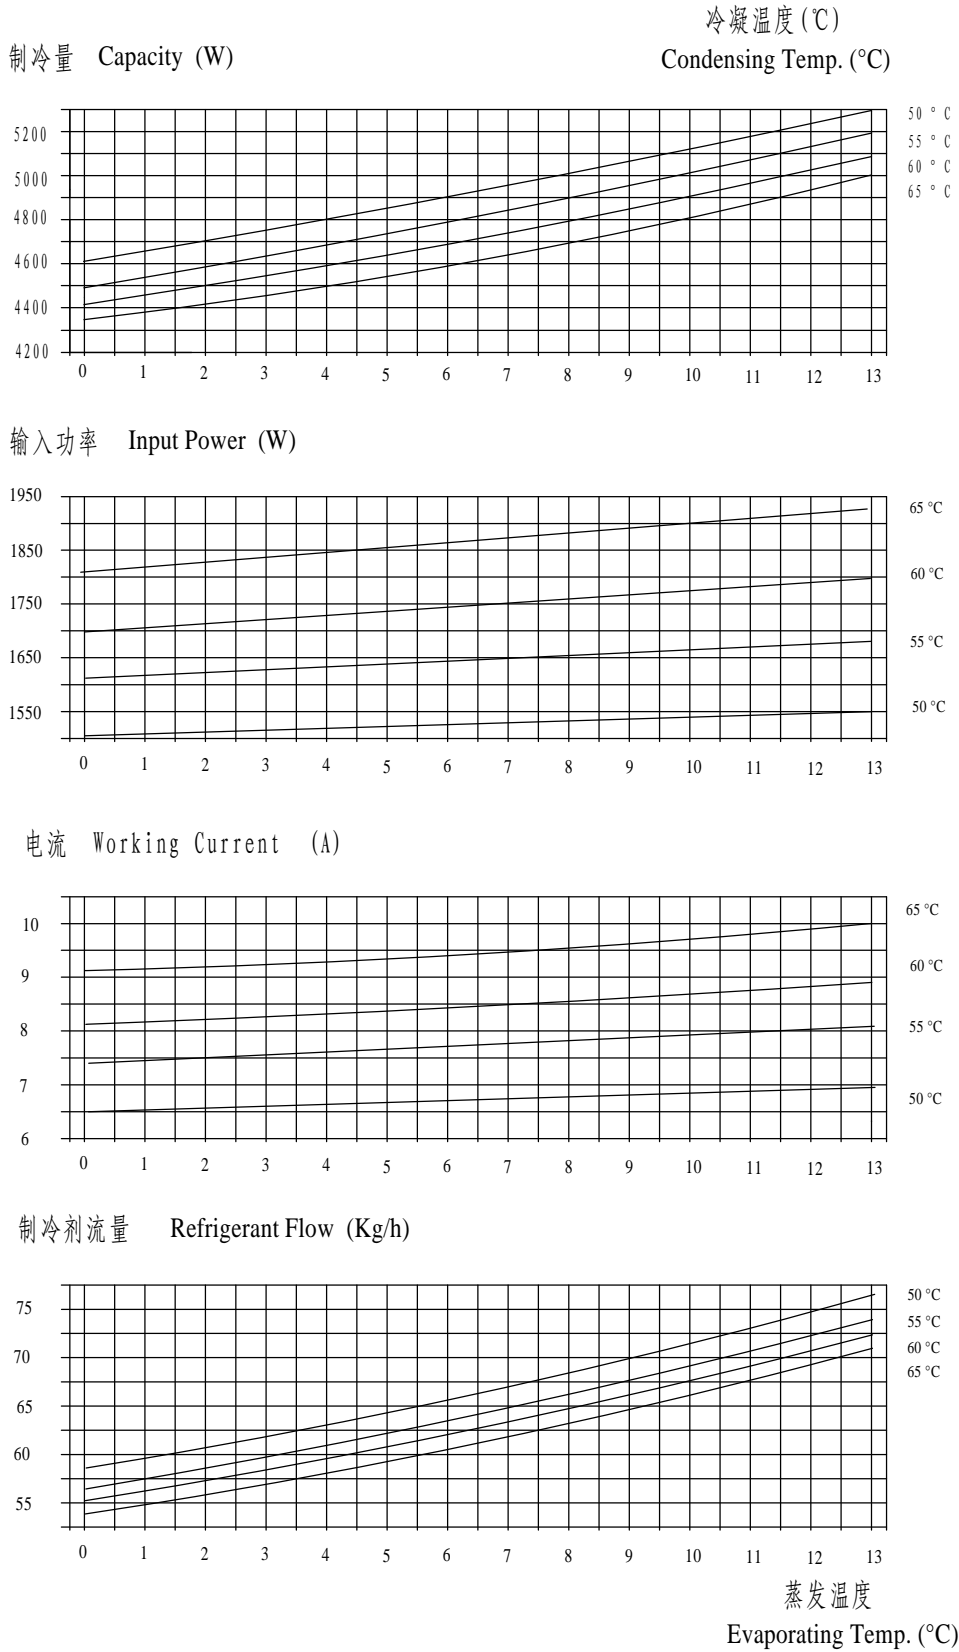 冷凝温度(℃)
制冷量 Capacity (W)
Condensing Temp. (°C)
50 °C
5200
55 °C
60 °C
5000
65 °C
4800
4600
4400
4200
0 1 2 3 4 5 6 7 8 9 10 11 12 13
输入功率 Input Power (W)
1950
65 °C
1850
60 °C
1750
55 °C
1650
50 °C
1550
0 1 2 3 4 5 6 7 8 9 10 11 12 13
电流 Working Current (A)
65 °C
10
60 °C
9
55 °C
8
7
50 °C
6
0 1 2 3 4 5 6 7 8 9 10 11 12 13
制冷剂流量 Refrigerant Flow (Kg/h)
50 °C
75
55 °C
60 °C
70
65 °C
65
60
55
0 1 2 3 4 5 6 7 8 9 10 11 12 13
蒸发温度
Evaporating Temp. (°C)